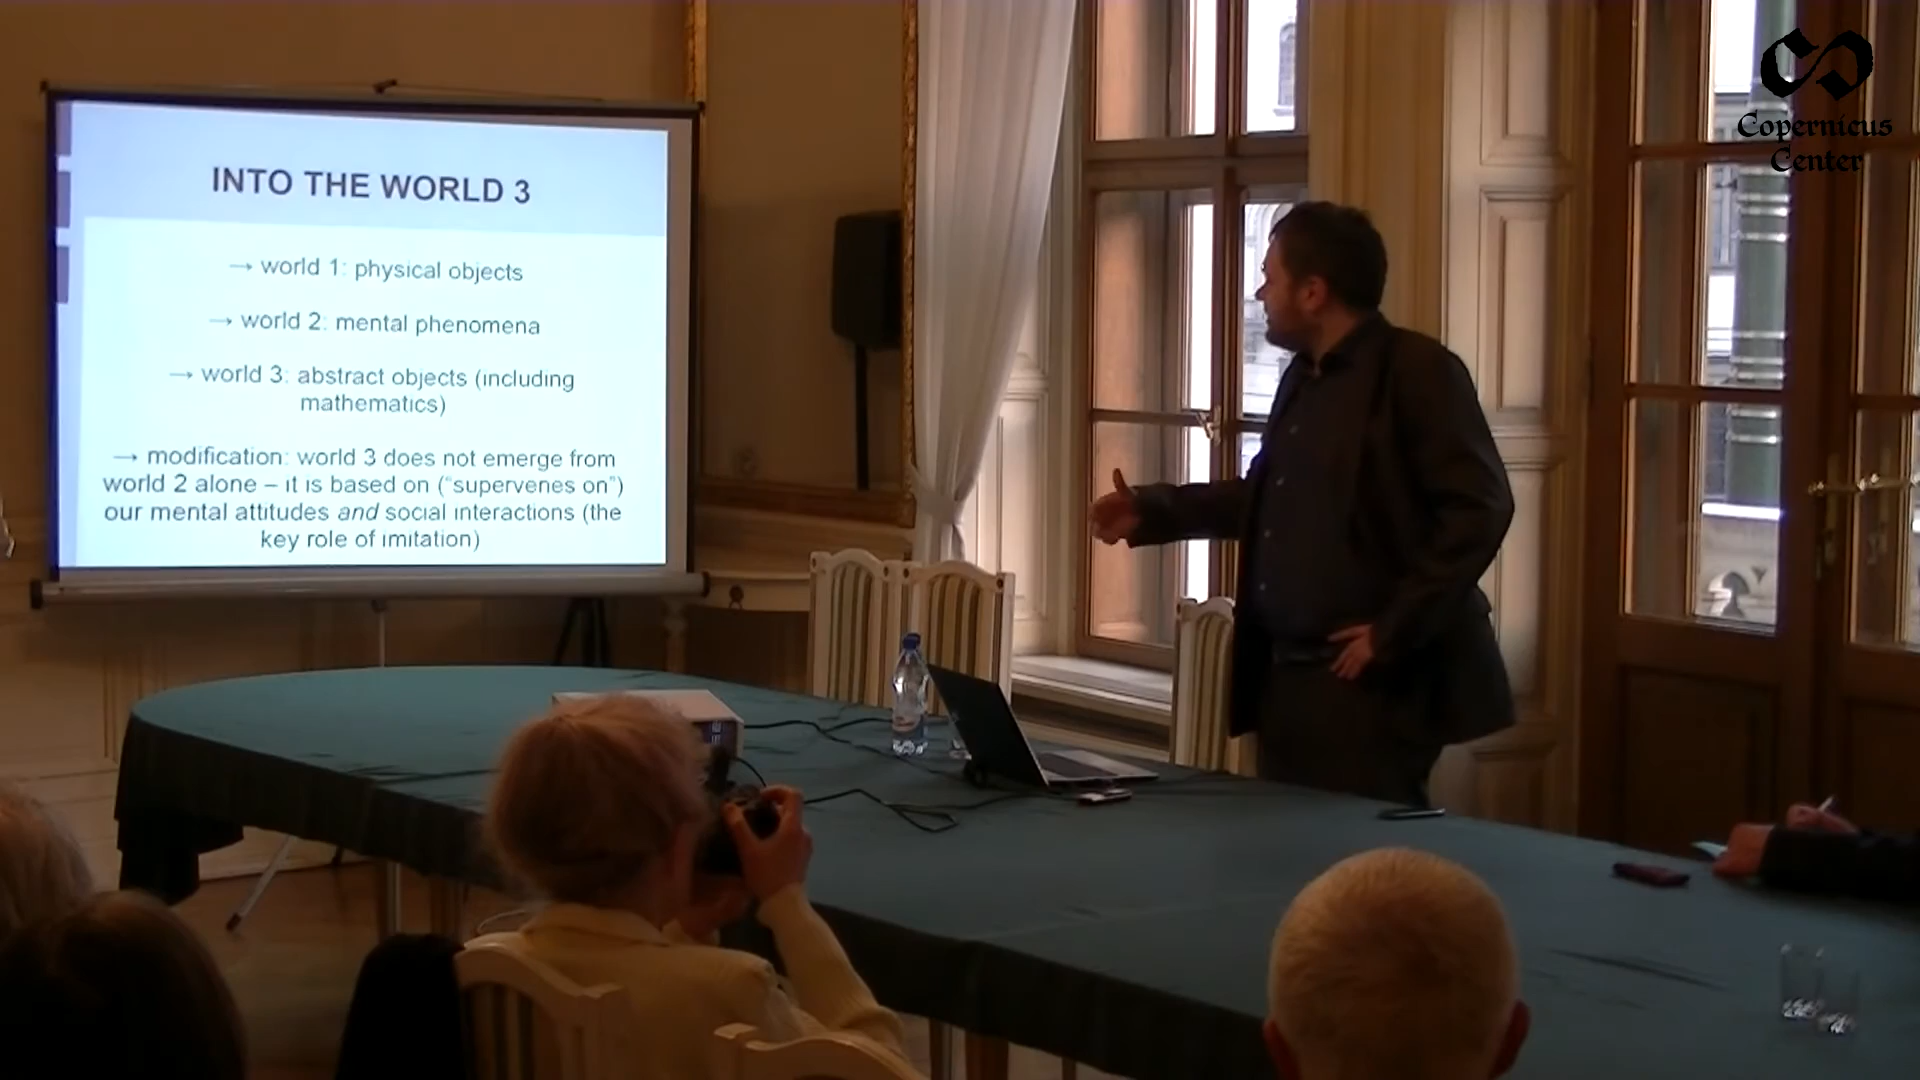 INTO THE WORLD 3
→ world 1: physical objects
→ world 2: mental phenomena
→ world 3: abstract objects (including
mathematics)
→ modification: world 3 does not emerge from
world 2 alone – it is based on ("supervenes on")
our mental attitudes and social interactions (the
key role of imitation)
Copernicus
Center